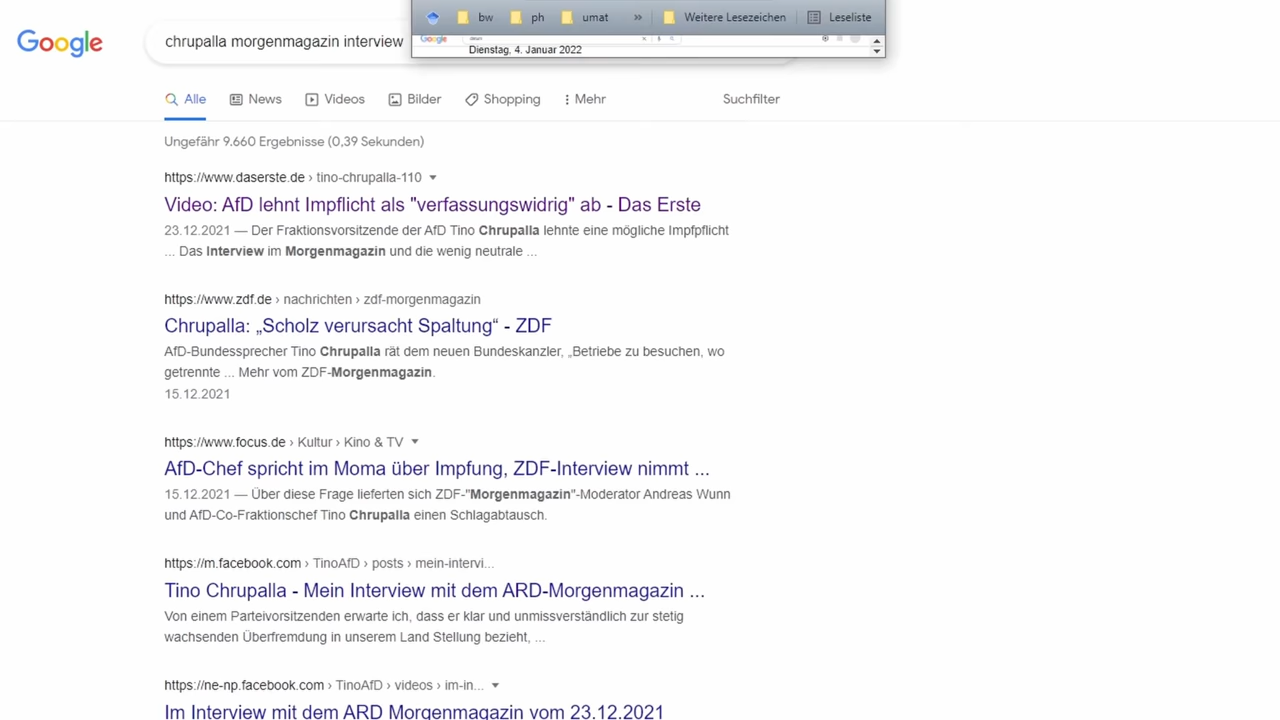 bw ph umat » Weitere Lesezeichen Leseliste
Google
Dienstag, 4. Januar 2022
Google
chrupalla morgenmagazin interview
Alle News Videos Bilder Shopping Mehr Suchfilter
Ungefähr 9.660 Ergebnisse (0,39 Sekunden)
https://www.daserste.de › tino-chrupalla-110
Video: AfD lehnt Impflicht als "verfassungswidrig" ab - Das Erste
23.12.2021 — Der Fraktionsvorsitzende der AfD Tino Chrupalla lehnte eine mögliche Impfpflicht
... Das Interview im Morgenmagazin und die wenig neutrale ...
https://www.zdf.de › nachrichten › zdf-morgenmagazin
Chrupalla: „Scholz verursacht Spaltung“ - ZDF
AfD-Bundessprecher Tino Chrupalla rät dem neuen Bundeskanzler, „Betriebe zu besuchen, wo
getrennte ... Mehr vom ZDF-Morgenmagazin.
15.12.2021
https://www.focus.de › Kultur › Kino & TV
AfD-Chef spricht im Moma über Impfung, ZDF-Interview nimmt ...
15.12.2021 — Über diese Frage lieferten sich ZDF-"Morgenmagazin"-Moderator Andreas Wunn
und AfD-Co-Fraktionschef Tino Chrupalla einen Schlagabtausch.
https://m.facebook.com › TinoAfD › posts › mein-intervi...
Tino Chrupalla - Mein Interview mit dem ARD-Morgenmagazin ...
Von einem Parteivorsitzenden erwarte ich, dass er klar und unmissverständlich zur stetig
wachsenden Überfremdung in unserem Land Stellung bezieht, ...
https://ne-np.facebook.com › TinoAfD › videos › im-in...
Im Interview mit dem ARD Morgenmagazin vom 23.12.2021